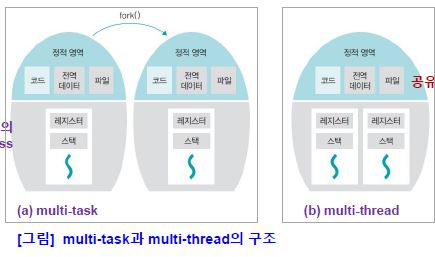 fork()
정적 영역
정적 영역
정적 영역
코드
전역
데이터
파일
코드
전역
데이터
파일
코드
전역
데이터
파일
공유
의
ss
레지스터
스택
레지스터
스택
레지스터
스택
레지스터
스택
(a) multi-task
(b) multi-thread
[그림] multi-task과 multi-thread의 구조